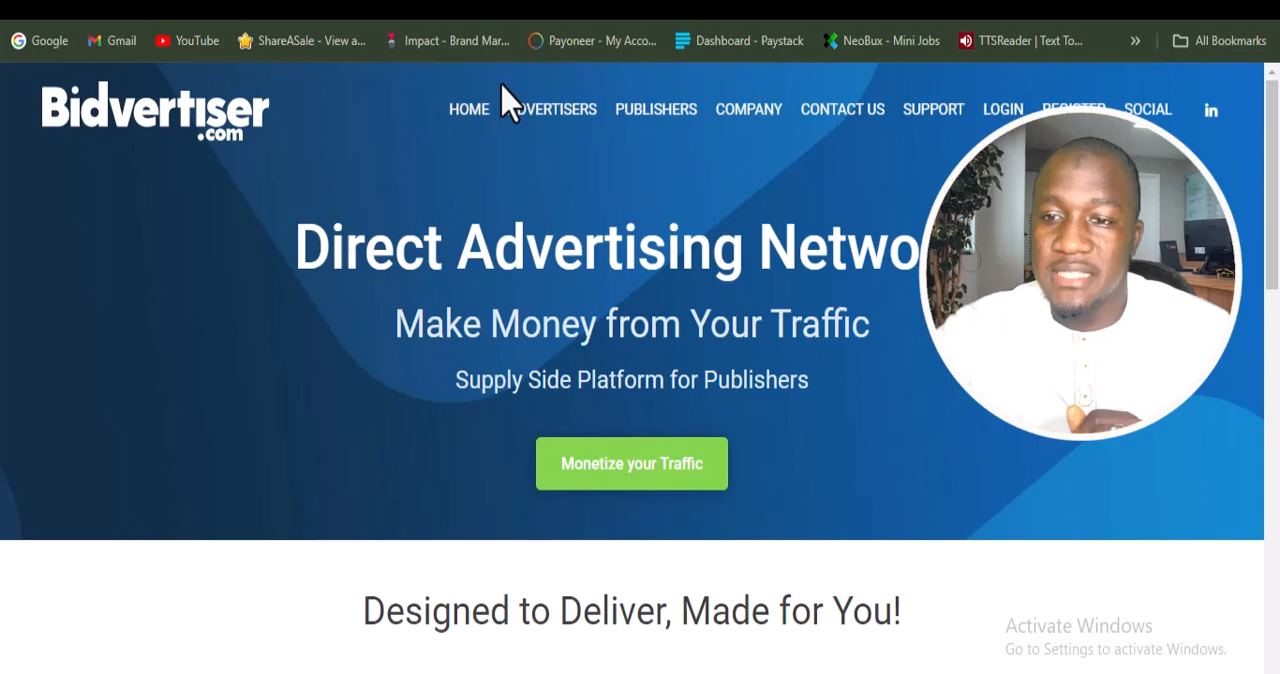 Google Gmail YouTube ShareASale - View a... Impact - Brand Mar... Payoneer - My Acco... Dashboard - Paystack NeoBux - Mini Jobs TTSReader | Text To... » All Bookmarks
Bidvertiser
.com
HOME ADVERTISERS PUBLISHERS COMPANY CONTACT US SUPPORT LOGIN REGISTER SOCIAL in
Direct Advertising Netwo
Make Money from Your Traffic
Supply Side Platform for Publishers
Monetize your Traffic
Designed to Deliver, Made for You!
Activate Windows
Go to Settings to activate Windows.